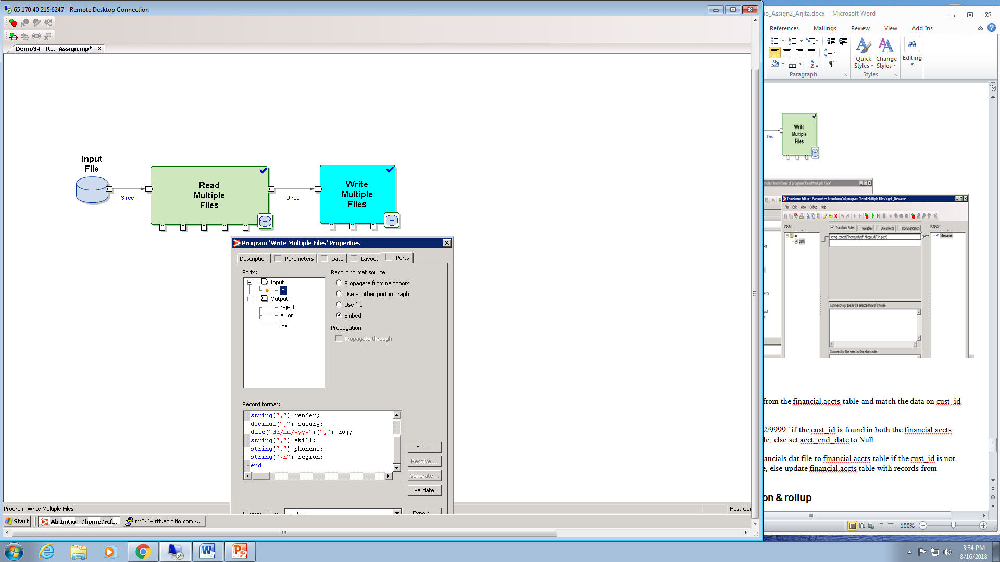 65.170.40.215:6247 - Remote Desktop Connection
Demo34 - R..._Assign.mp*
Input
File
3 rec
Read
Multiple
Files
9 rec
Write
Multiple
Files
Program 'Write Multiple Files' Properties
Description
Parameters
Data
Layout
Ports
Ports:
Input
in
Output
reject
error
log
Record format source:
Propagate from neighbors
Use another port in graph
Use file
Embed
Propagation:
Propagate through
Record format:
string(",") gender;
decimal(",") salary;
date("dd/mm/yyyy")(",") doj;
string(",") skill;
string(",") phoneno;
string("\n") region;
end
Edit...
Resolve...
Generate...
Validate
Program 'Write Multiple Files'
Host Co
Start
Ab Initio - /home/rcf...
rtf8-64.rtf.abinitio.com -...
io_Assign2_Arjita.docx - Microsoft Word
References
Mailings
Review
View
Add-Ins
Quick
Styles
Change
Styles
Editing
Paragraph
Styles
Write
Multiple
Files
9 rec
meter 'transform' of program 'Read Multiple Files'
Transform Editor - Parameter 'transform' of program 'Read Multiple Files' : get_filename
File Edit View Debug Help
Inputs:
in
path
Transform Rules
Variables
Statements
Documentation
Outputs:
filename
Comment to precede the selected transform rule:
Comment for the selected transform rule:
from the financial.accts table and match the data on cust_id
2/9999” if the cust_id is found in both the financial.accts
le, else set acct_end_date to Null.
ancials.dat file to financial.accts table if the cust_id is not
e, else update financial.accts table with records from
on & rollup
100%
3:34 PM
8/16/2018